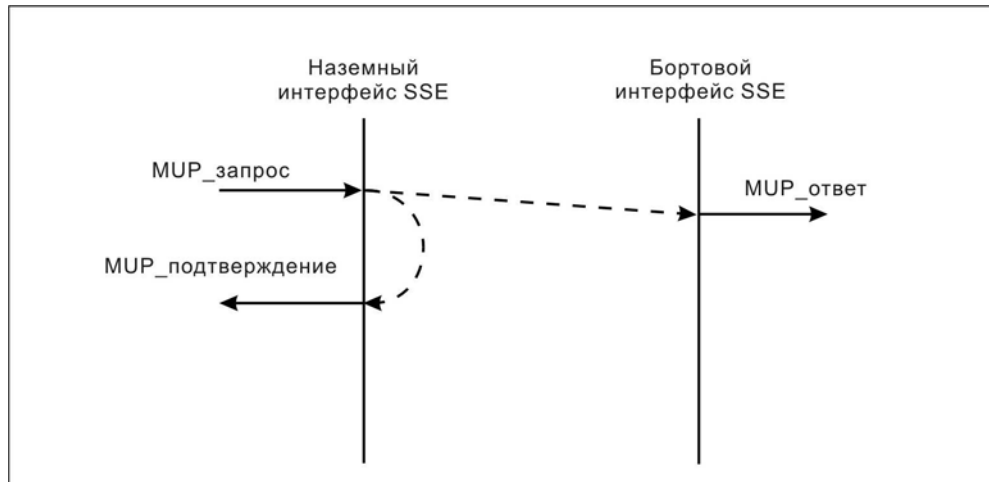 Наземный
интерфейс SSE
Бортовой
интерфейс SSE
MUP_запрос
MUP_ответ
MUP_подтверждение